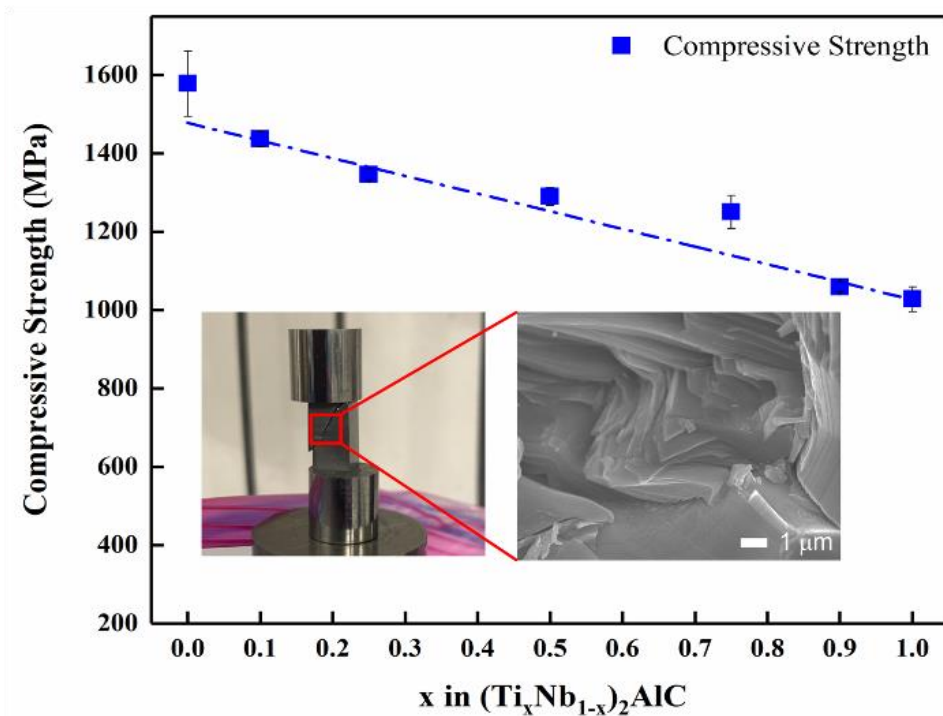 Compressive Strength
Compressive Strength (MPa)
1600
1400
1200
1000
800
600
400
200
1 μm
0.0 0.1 0.2 0.3 0.4 0.5 0.6 0.7 0.8 0.9 1.0
x in (TiₓNb₁₋ₓ)₂AlC